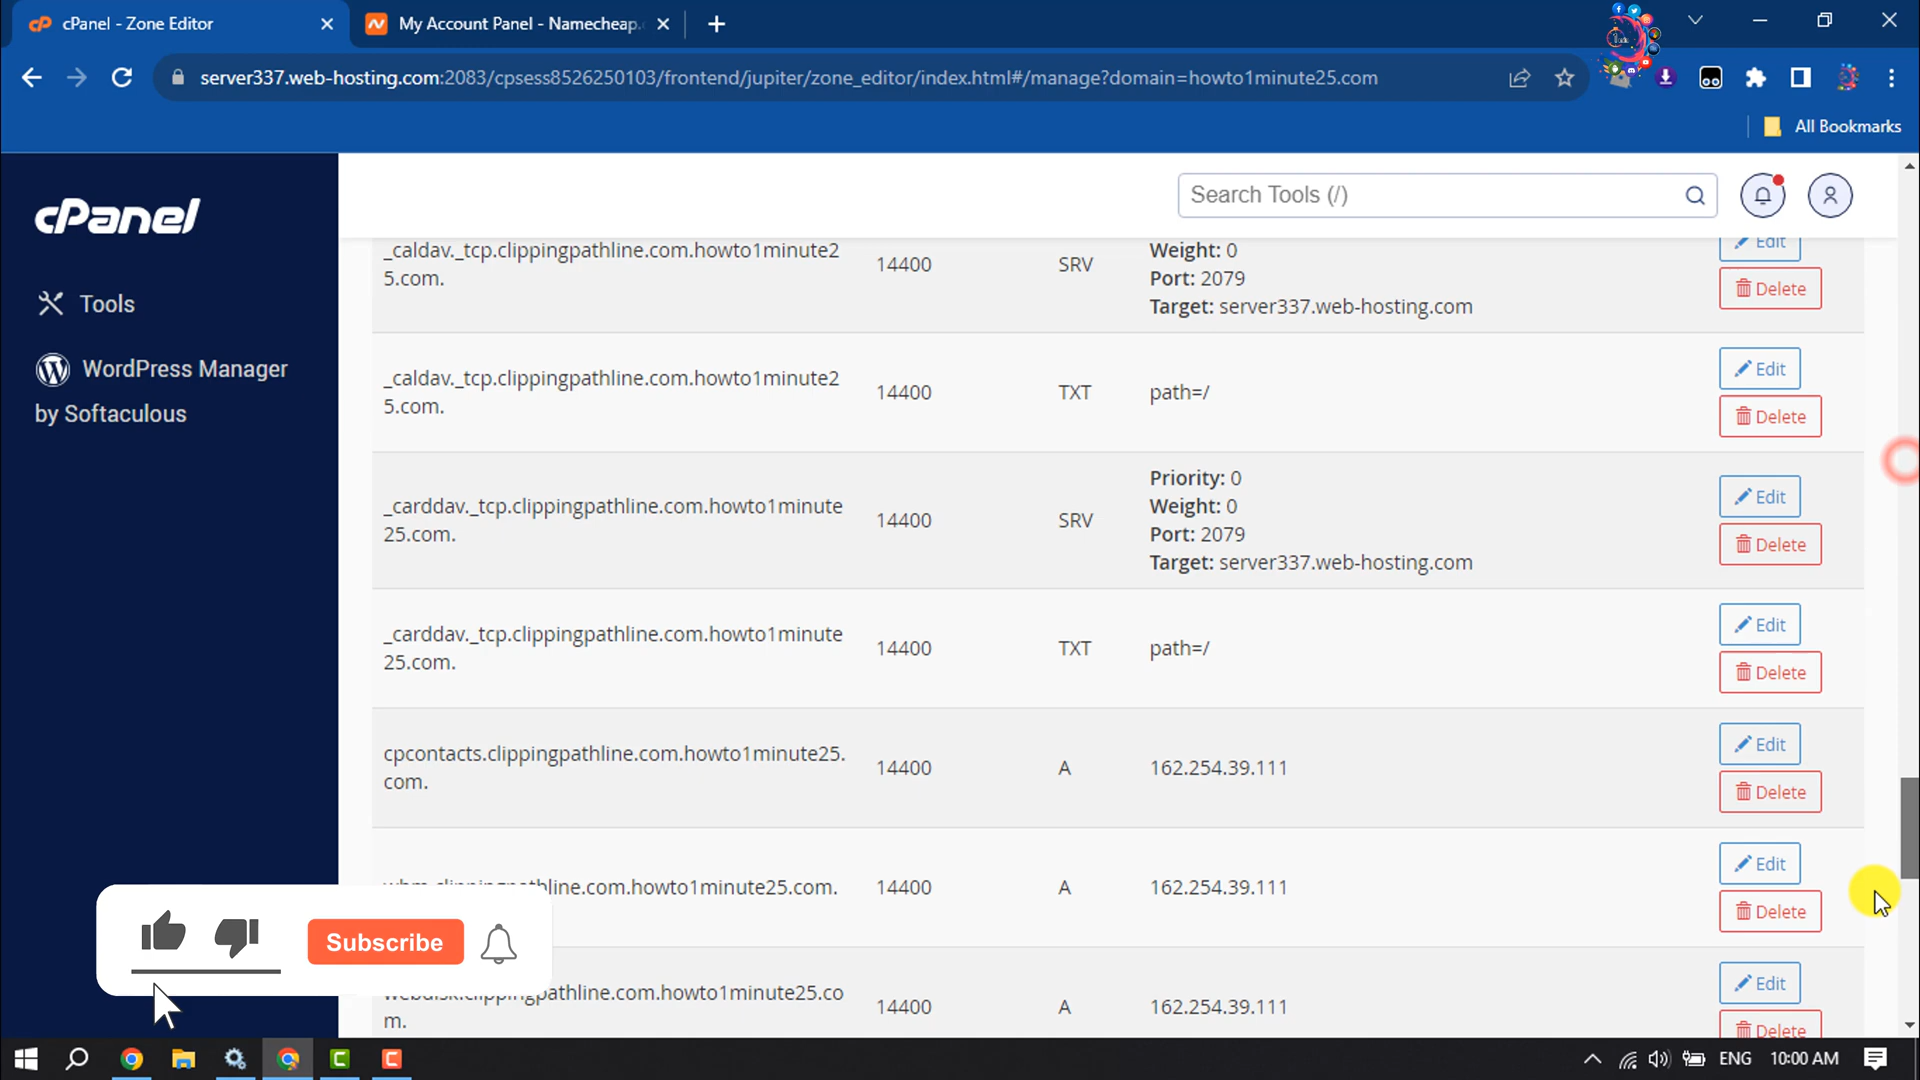 cPanel - Zone Editor
My Account Panel - Namecheap.
server337.web-hosting.com:2083/cpsess8526250103/frontend/jupiter/zone_editor/index.html#/manage?domain=howto1minute25.com
All Bookmarks
cPanel
Search Tools (/)
Tools
WordPress Manager
by Softaculous
_caldav._tcp.clippingpathline.com.howto1minute2
5.com.
14400
SRV
Weight: 0
Port: 2079
Target: server337.web-hosting.com
Edit
Delete
_caldav._tcp.clippingpathline.com.howto1minute2
5.com.
14400
TXT
path=/
Edit
Delete
_carddav._tcp.clippingpathline.com.howto1minute
25.com.
14400
SRV
Priority: 0
Weight: 0
Port: 2079
Target: server337.web-hosting.com
Edit
Delete
_carddav._tcp.clippingpathline.com.howto1minute
25.com.
14400
TXT
path=/
Edit
Delete
cpcontacts.clippingpathline.com.howto1minute25.
com.
14400
A
162.254.39.111
Edit
Delete
whm.clippingpathline.com.howto1minute25.com.
14400
A
162.254.39.111
Edit
Delete
webdisk.clippingpathline.com.howto1minute25.co
m.
14400
A
162.254.39.111
Edit
Delete
Subscribe
ENG
10:00 AM